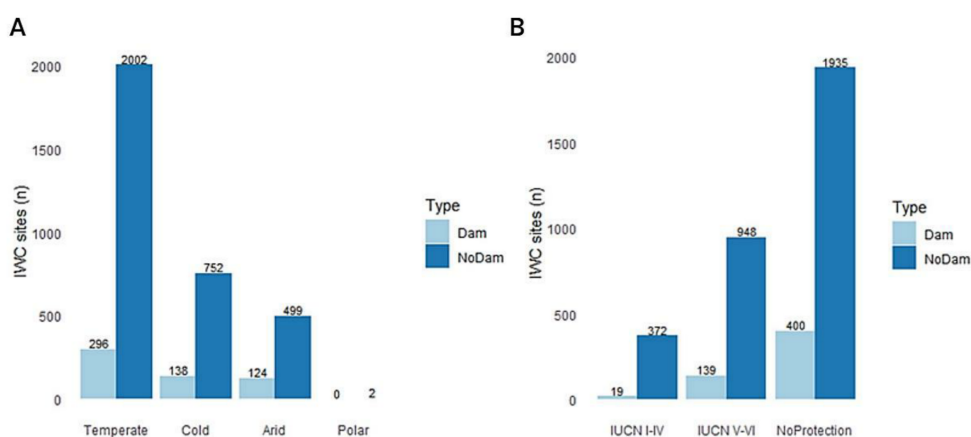 A
IWC sites (n)
2000
1500
1000
500
0
2002
296
752
138
499
124
0
2
Temperate
Cold
Arid
Polar
Type
Dam
NoDam
B
IWC sites (n)
2000
1500
1000
500
0
19
372
139
948
400
1935
IUCN I-IV
IUCN V-VI
NoProtection
Type
Dam
NoDam